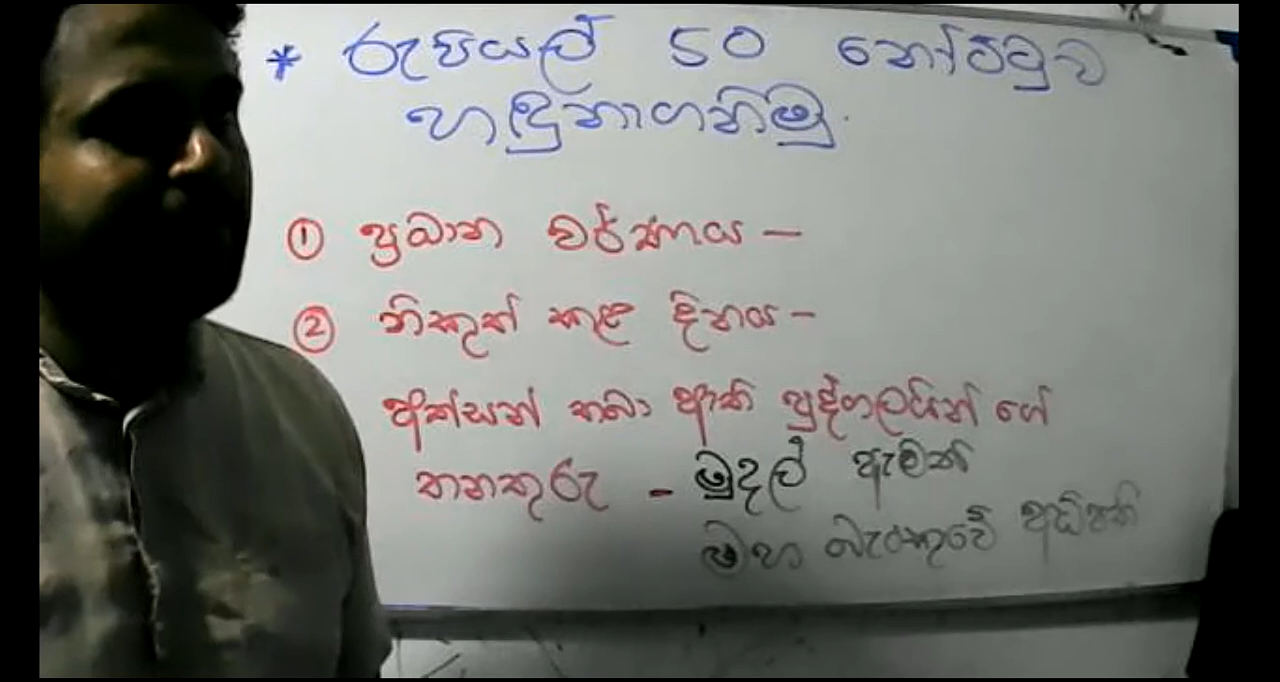 * රුපියල් 50 නෝට්ටුව
හඳුනාගනිමු.
① ප්‍රධාන වර්ණය –
② නිකුත් කළ දිනය –
අත්සන් තබා ඇති පුද්ගලයින් ගේ
තනතුරු – මුදල් ඇමති
මහ බැංකුවේ අධිපති